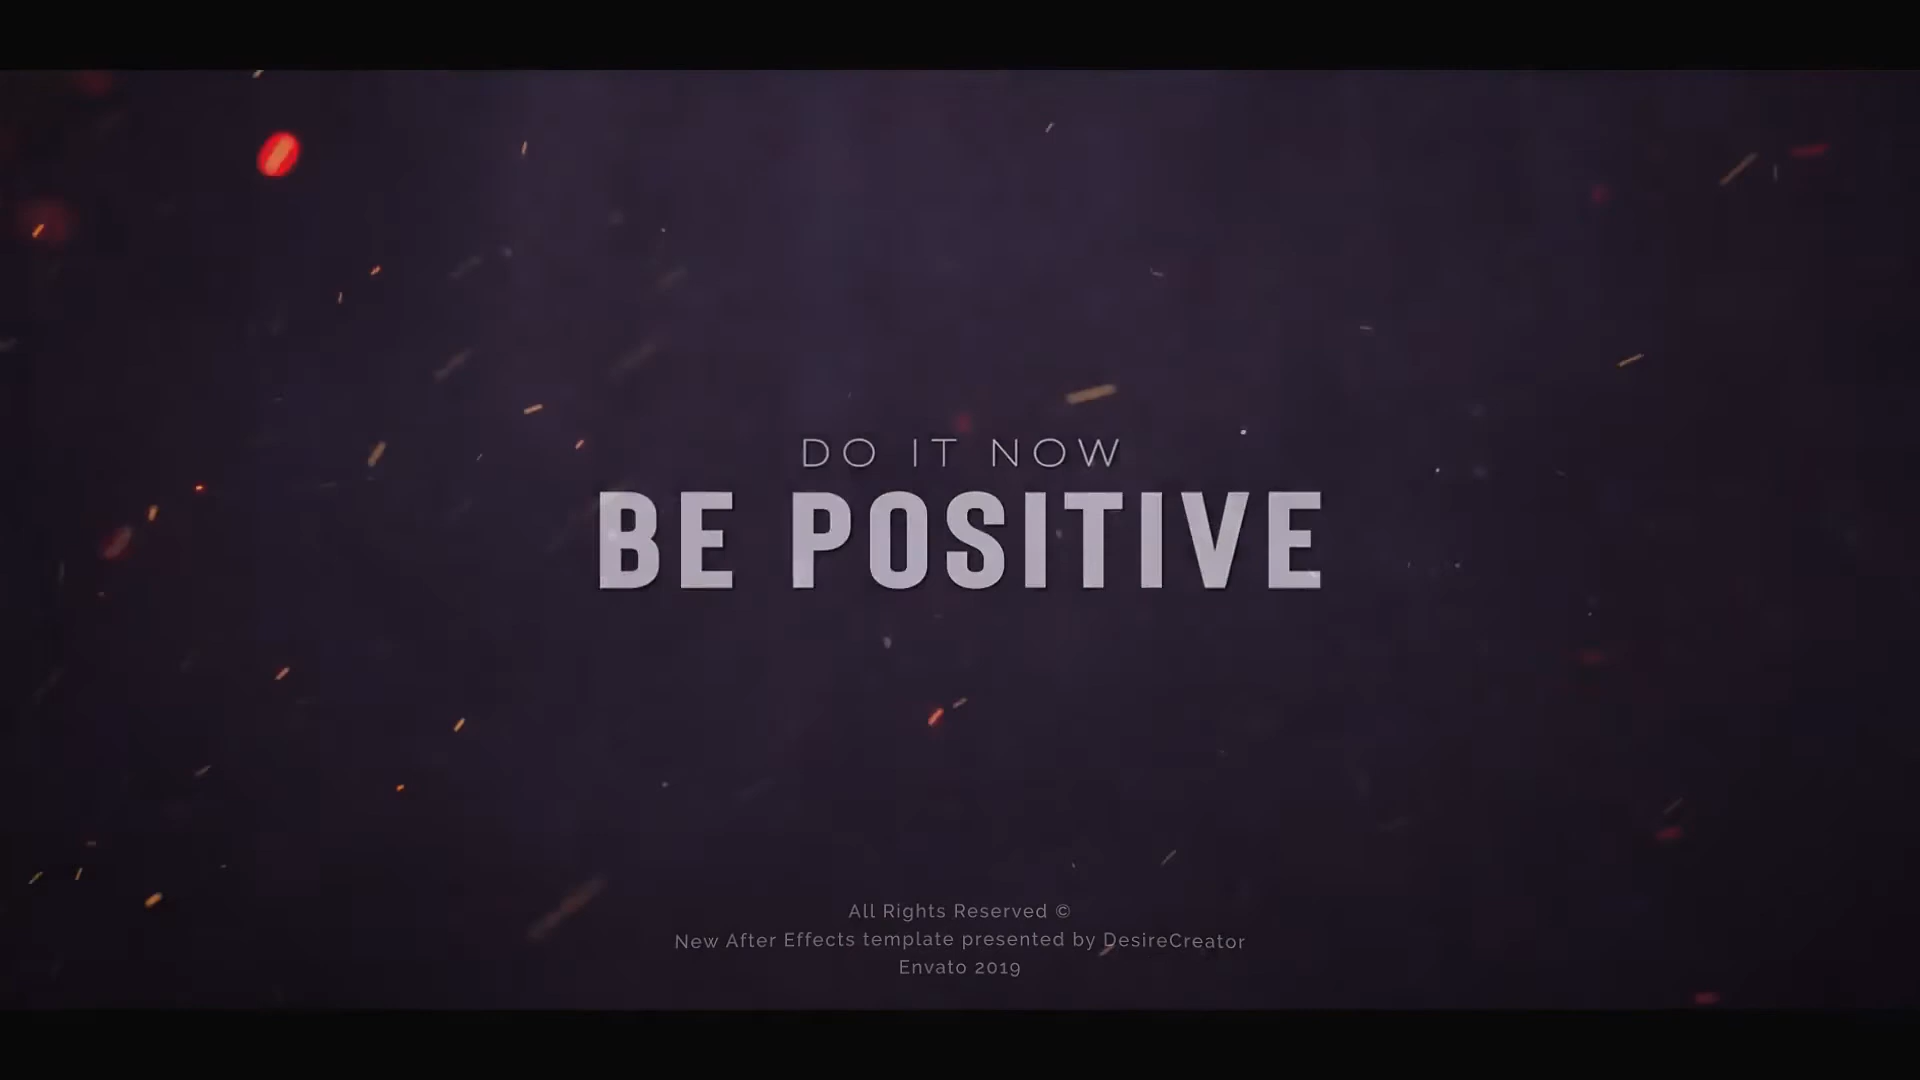 DO IT NOW
BE POSITIVE
All Rights Reserved ©
New After Effects template presented by DesireCreator
Envato 2019